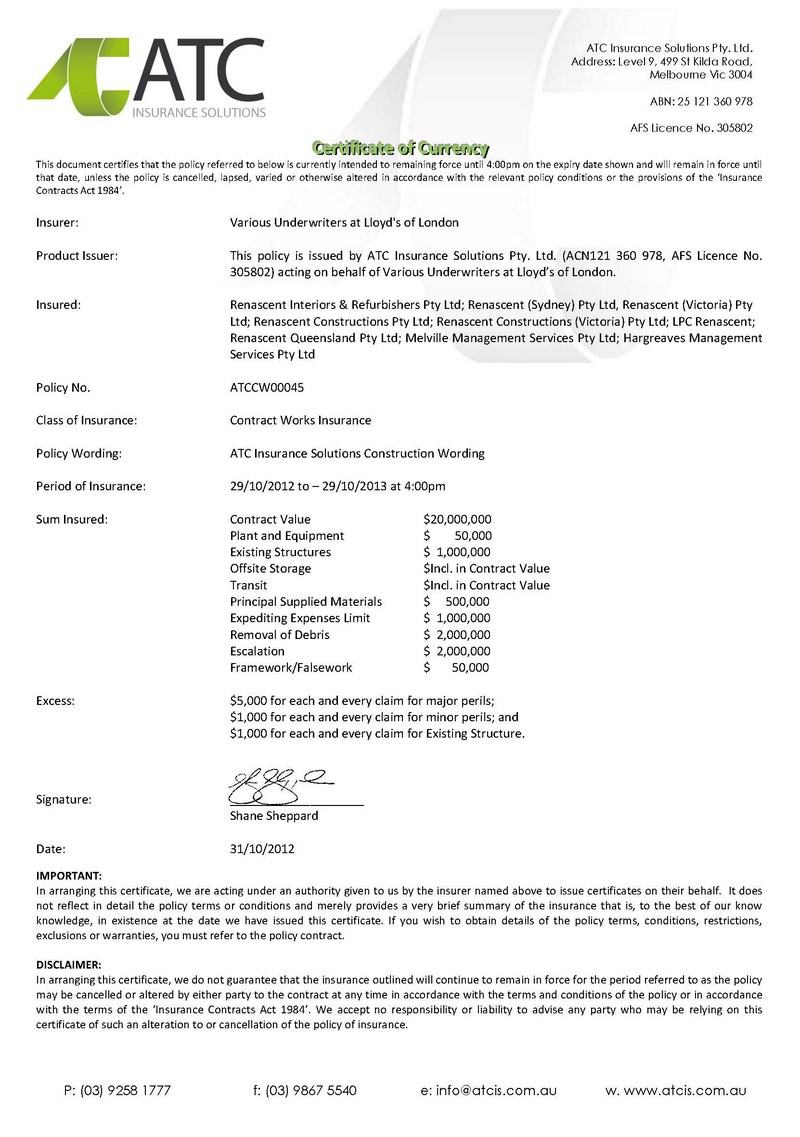 ATC
INSURANCE SOLUTIONS
ATC Insurance Solutions Pty. Ltd.
Address: Level 9, 499 St Kilda Road,
Melbourne Vic 3004
ABN: 25 121 360 978
AFS Licence No. 305802
Certificate of Currency
This document certifies that the policy referred to below is currently intended to remaining force until 4:00pm on the expiry date shown and will remain in force until
that date, unless the policy is cancelled, lapsed, varied or otherwise altered in accordance with the relevant policy conditions or the provisions of the ‘Insurance
Contracts Act 1984’.
Insurer: Various Underwriters at Lloyd's of London
Product Issuer: This policy is issued by ATC Insurance Solutions Pty. Ltd. (ACN121 360 978, AFS Licence No.
305802) acting on behalf of Various Underwriters at Lloyd’s of London.
Insured: Renascent Interiors & Refurbishers Pty Ltd; Renascent (Sydney) Pty Ltd, Renascent (Victoria) Pty
Ltd; Renascent Constructions Pty Ltd; Renascent Constructions (Victoria) Pty Ltd; LPC Renascent;
Renascent Queensland Pty Ltd; Melville Management Services Pty Ltd; Hargreaves Management
Services Pty Ltd
Policy No. ATCCW00045
Class of Insurance: Contract Works Insurance
Policy Wording: ATC Insurance Solutions Construction Wording
Period of Insurance: 29/10/2012 to – 29/10/2013 at 4:00pm
Sum Insured: Contract Value $20,000,000
Plant and Equipment $ 50,000
Existing Structures $ 1,000,000
Offsite Storage $Incl. in Contract Value
Transit $Incl. in Contract Value
Principal Supplied Materials $ 500,000
Expediting Expenses Limit $ 1,000,000
Removal of Debris $ 2,000,000
Escalation $ 2,000,000
Framework/Falsework $ 50,000
Excess: $5,000 for each and every claim for major perils;
$1,000 for each and every claim for minor perils; and
$1,000 for each and every claim for Existing Structure.
Signature:
Shane Sheppard
Date: 31/10/2012
IMPORTANT:
In arranging this certificate, we are acting under an authority given to us by the insurer named above to issue certificates on their behalf. It does
not reflect in detail the policy terms or conditions and merely provides a very brief summary of the insurance that is, to the best of our know
knowledge, in existence at the date we have issued this certificate. If you wish to obtain details of the policy terms, conditions, restrictions,
exclusions or warranties, you must refer to the policy contract.
DISCLAIMER:
In arranging this certificate, we do not guarantee that the insurance outlined will continue to remain in force for the period referred to as the policy
may be cancelled or altered by either party to the contract at any time in accordance with the terms and conditions of the policy or in accordance
with the terms of the ‘Insurance Contracts Act 1984’. We accept no responsibility or liability to advise any party who may be relying on this
certificate of such an alteration to or cancellation of the policy of insurance.
P: (03) 9258 1777 f: (03) 9867 5540 e: info@atcis.com.au w. www.atcis.com.au